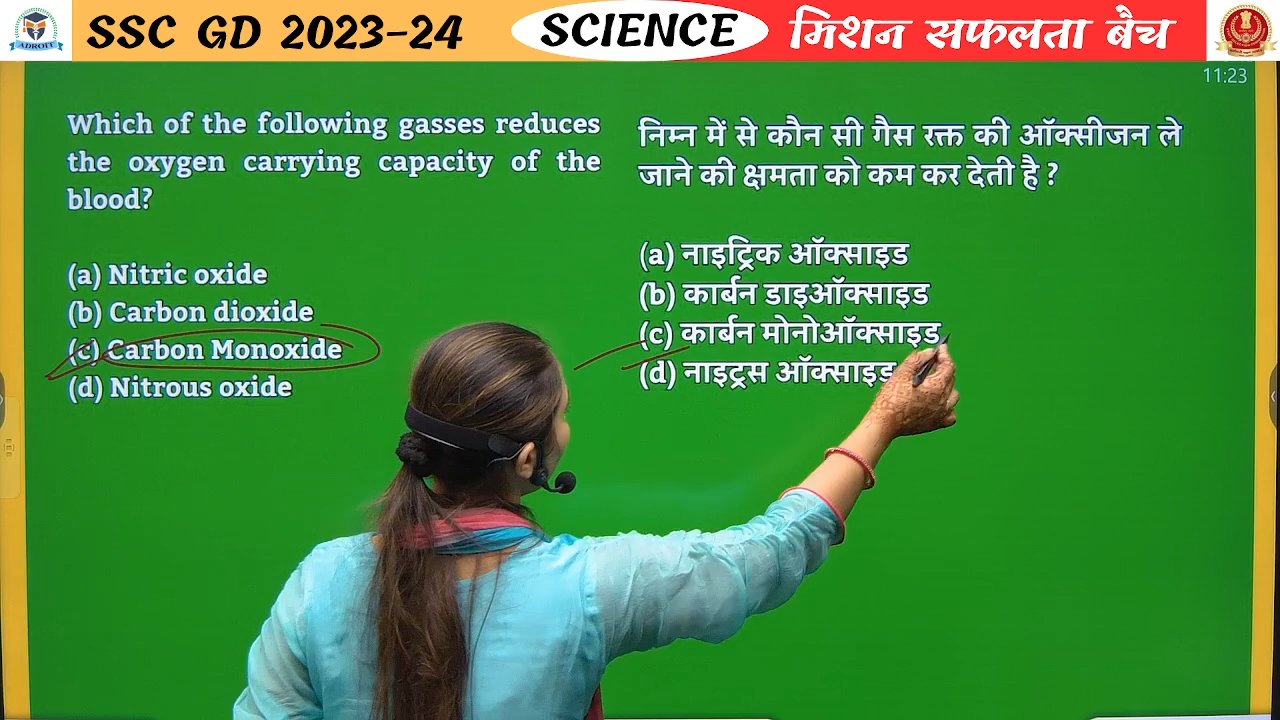 SSC GD 2023-24
SCIENCE
मिशन सफलता बैच
ADROIT
11:23
Which of the following gasses reduces
the oxygen carrying capacity of the
blood?
(a) Nitric oxide
(b) Carbon dioxide
(c) Carbon Monoxide
(d) Nitrous oxide
निम्न में से कौन सी गैस रक्त की ऑक्सीजन ले
जाने की क्षमता को कम कर देती है ?
(a) नाइट्रिक ऑक्साइड
(b) कार्बन डाइऑक्साइड
(c) कार्बन मोनोऑक्साइड
(d) नाइट्रस ऑक्साइड